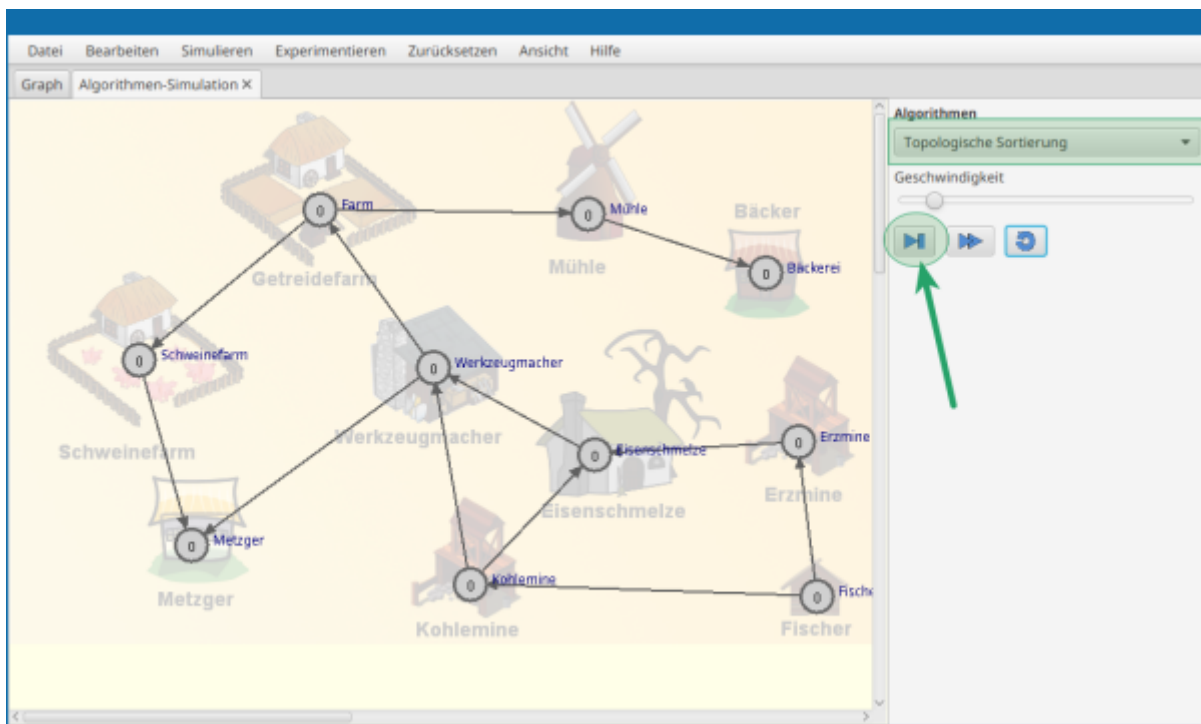 Datei Bearbeiten Simulieren Experimentieren Zurücksetzen Ansicht Hilfe
Graph Algorithmen-Simulation X
Algorithmen
Topologische Sortierung
Geschwindigkeit
0 Farm
0 Mühle
Bäcker
Getreidefarm
Mühle
0 Bäckerei
0 Schweinefarm
0 Werkzeugmacher
Werkzeugmacher
Schweinefarm
0 Eisenschmelze
0 Erzmine
Erzmine
Eisenschmelze
0 Metzger
Metzger
0 Kohlemine
0 Fische
Kohlemine
Fischer